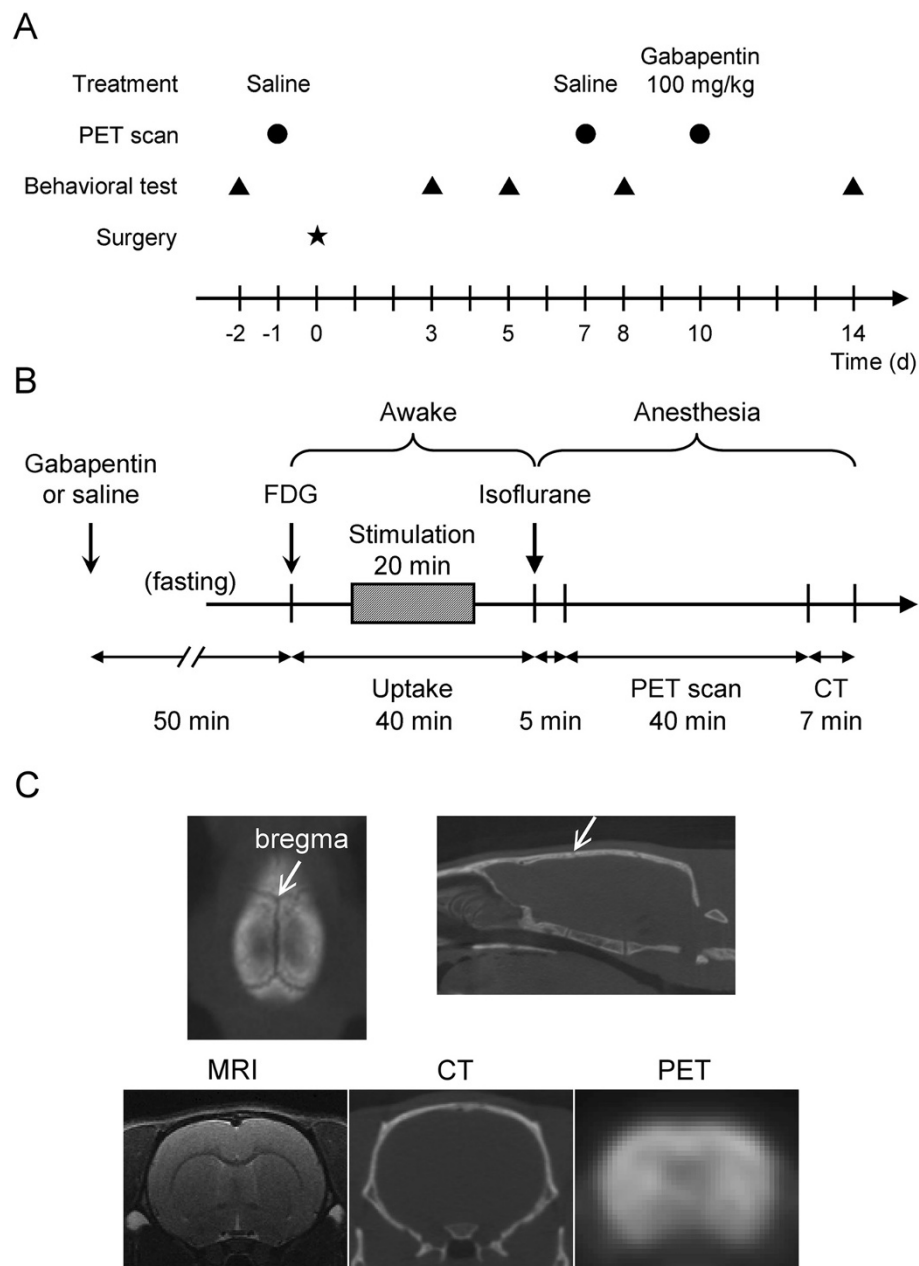 A
Treatment Saline Saline Gabapentin
100 mg/kg
PET scan
Behavioral test
Surgery
-2 -1 0 3 5 7 8 10 14
Time (d)
B
Awake Anesthesia
Gabapentin
or saline
FDG Isoflurane
Stimulation
20 min
(fasting)
Uptake PET scan CT
50 min 40 min 5 min 40 min 7 min
C
bregma
MRI CT PET